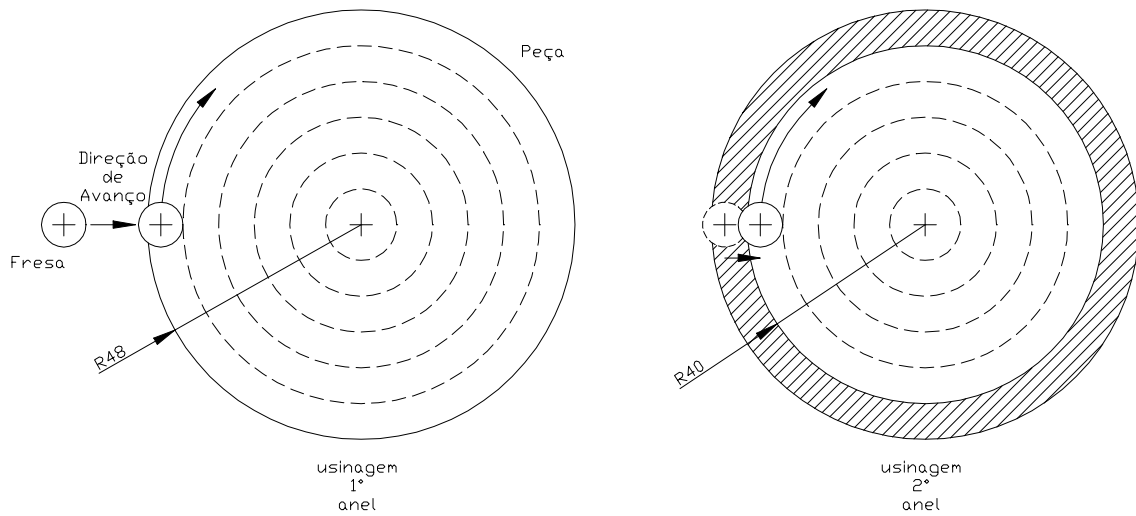 Peça
Direção
de
Avanço
Fresa
R48
usinagem
1°
anel
R40
usinagem
2°
anel